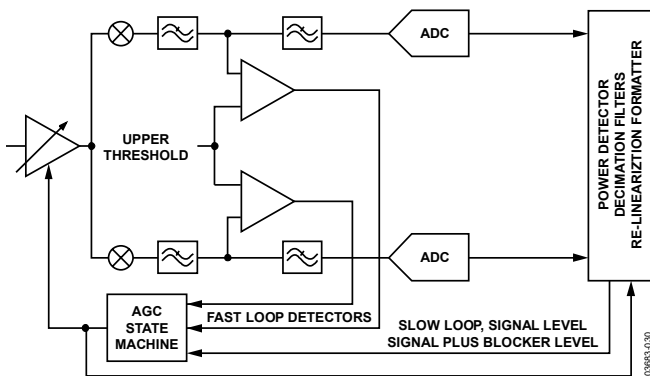 ADC
UPPER
THRESHOLD
POWER DETECTOR
DECIMATION FILTERS
RE-LINEARIZTION FORMATTER
ADC
AGC
STATE
MACHINE
FAST LOOP DETECTORS
SLOW LOOP, SIGNAL LEVEL
SIGNAL PLUS BLOCKER LEVEL
03683-030